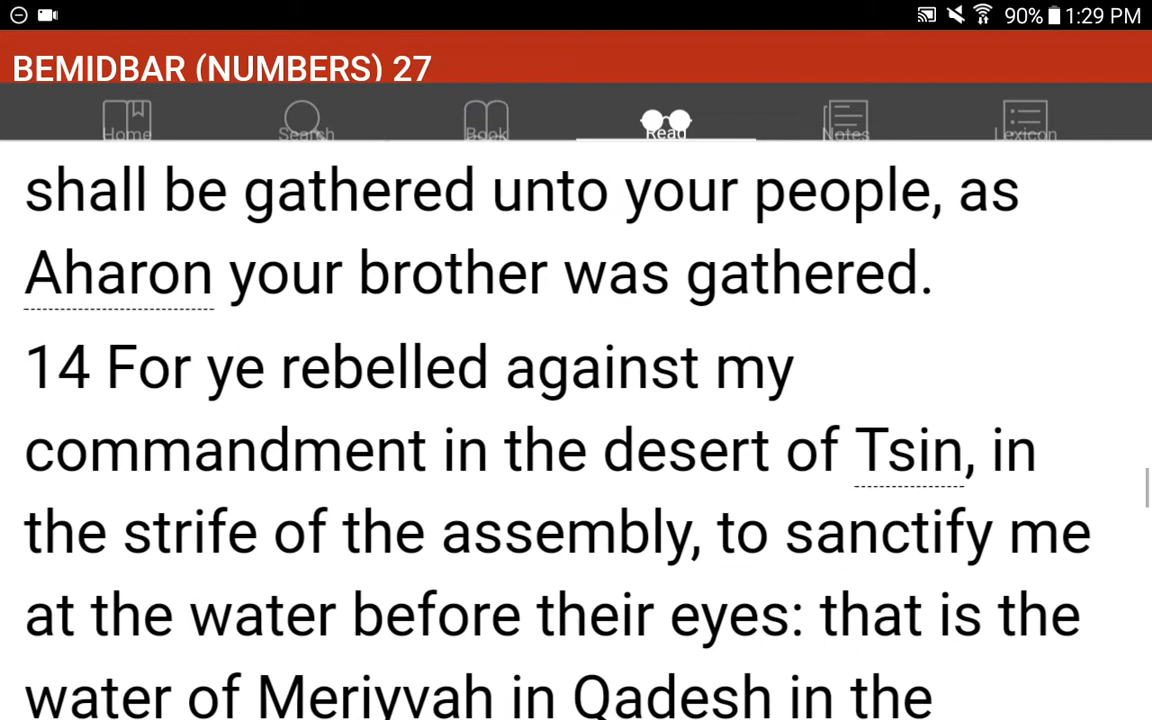 90% 1:29 PM
BEMIDBAR (NUMBERS) 27
Home Search Book Read Notes Lexicon
shall be gathered unto your people, as
Aharon your brother was gathered.
14 For ye rebelled against my
commandment in the desert of Tsin, in
the strife of the assembly, to sanctify me
at the water before their eyes: that is the
water of Meriyvah in Qadesh in the